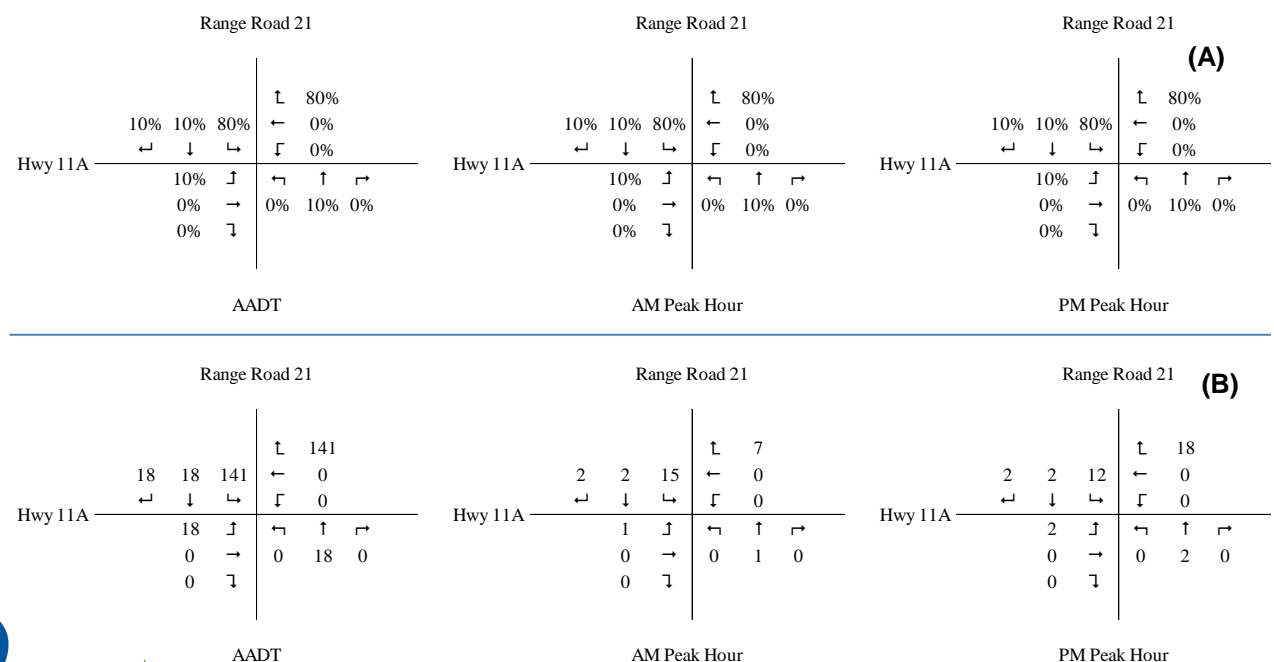 Range Road 21 Range Road 21 Range Road 21
(A)
↑ 80% ↑ 80% ↑ 80%
10% 10% 80% ← 0% 10% 10% 80% ← 0% 10% 10% 80% ← 0%
0% 0% 0%
Hwy 11A Hwy 11A Hwy 11A
10% 10% 10%
0% → 0% 10% 0% 0% → 0% 10% 0% 0% → 0% 10% 0%
0% 0% 0%
AADT AM Peak Hour PM Peak Hour
Range Road 21 Range Road 21 Range Road 21 (B)
141 7 18
18 18 141 ← 0 2 2 15 ← 0 2 2 12 ← 0
0 0 0
Hwy 11A Hwy 11A Hwy 11A
18 1 2
0 → 0 18 0 0 → 0 1 0 0 → 0 2 0
0 0 0
AADT AM Peak Hour PM Peak Hour